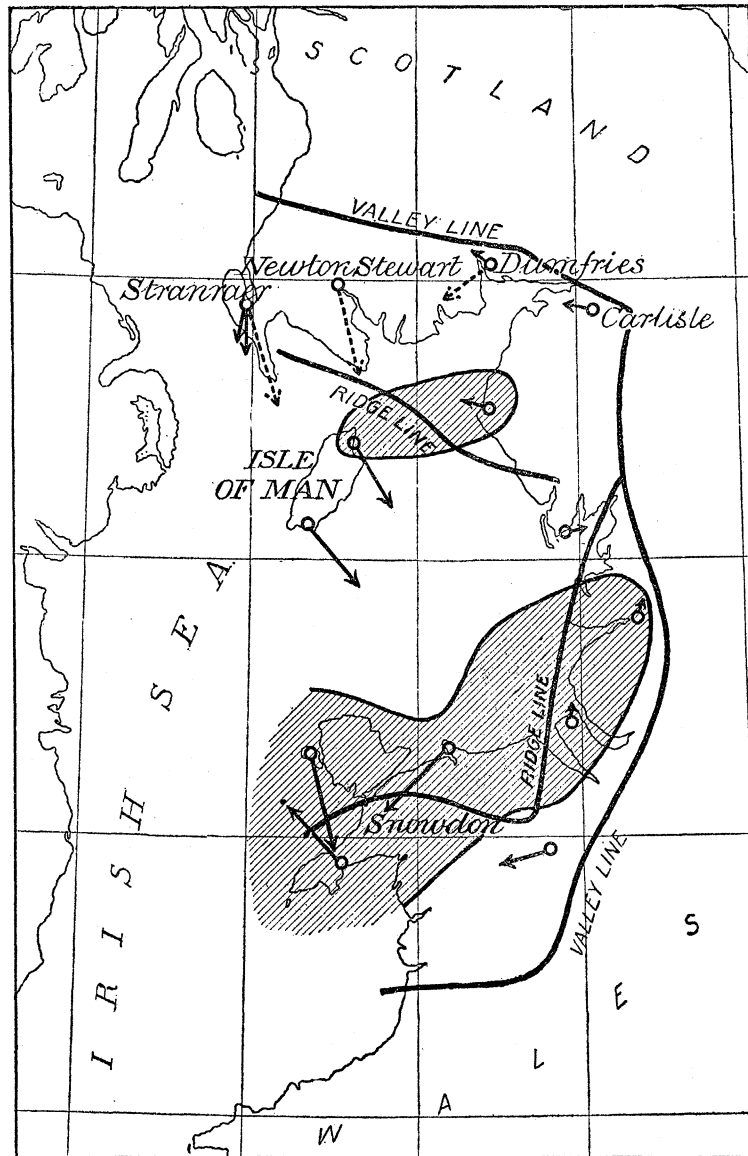 SCOTLAND
VALLEY LINE
Newton Stewart
Dumfries
Stranraer
Carlisle
RIDGE LINE
ISLE
OF MAN
IRISH SEA
RIDGE LINE
Snowdon
VALLEY LINE
WALES